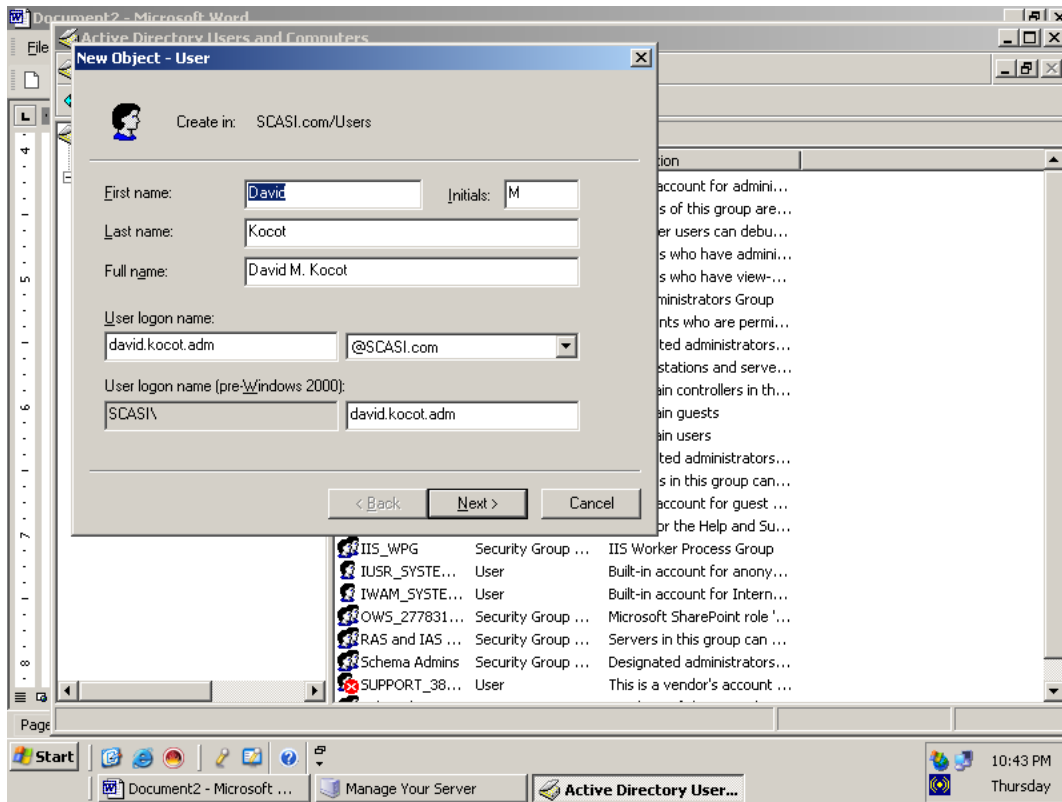 Document2 - Microsoft Word
File
Active Directory Users and Computers
New Object - User
Create in: SCASI.com/Users
First name: David Initials: M
Last name: Kocot
Full name: David M. Kocot
User logon name:
david.kocot.adm @SCASI.com
User logon name (pre-Windows 2000):
SCASI\ david.kocot.adm
< Back Next > Cancel
tion
account for admini...
s of this group are...
er users can debu...
s who have admini...
s who have view-...
ministrators Group
nts who are permi...
ted administrators...
stations and serve...
ain controllers in th...
ain guests
ain users
ted administrators...
s in this group can...
account for guest ...
or the Help and Su...
IIS_WPG Security Group ... IIS Worker Process Group
IUSR_SYSTE... User Built-in account for anony...
IWAM_SYSTE... User Built-in account for Intern...
OWS_277831... Security Group ... Microsoft SharePoint role '...
RAS and IAS ... Security Group ... Servers in this group can ...
Schema Admins Security Group ... Designated administrators...
SUPPORT_38... User This is a vendor's account ...
4
5
6
7
8
Page
Start
Document2 - Microsoft ... Manage Your Server Active Directory User...
10:43 PM
Thursday